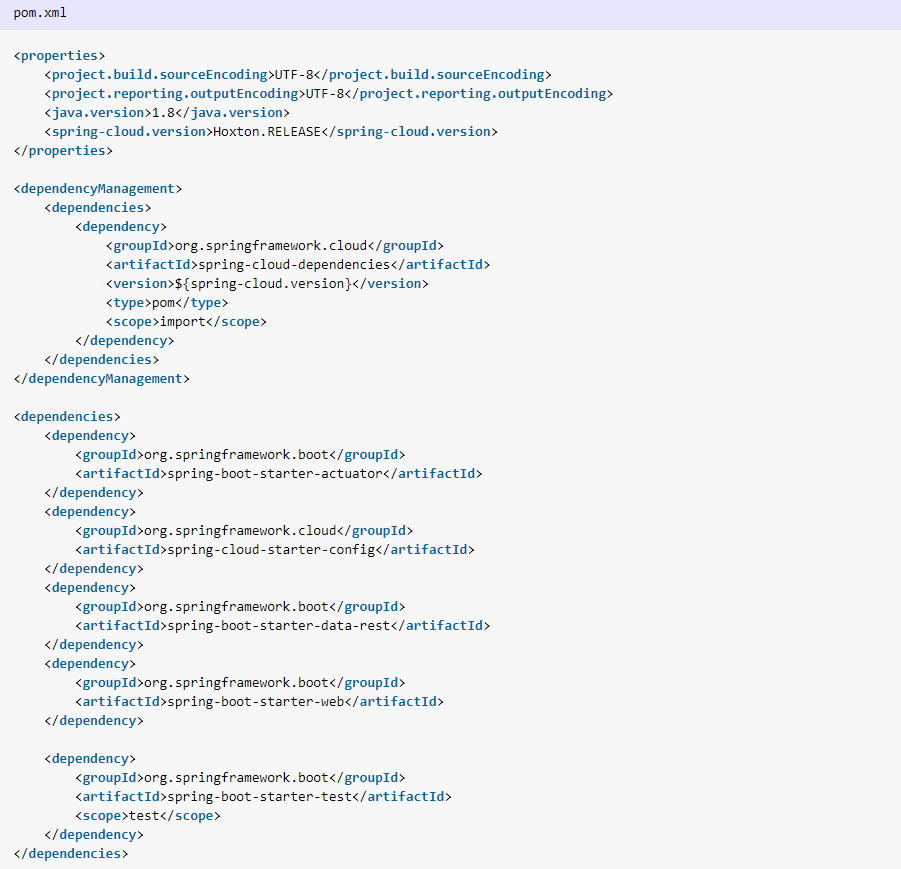 pom.xml
<properties>
    <project.build.sourceEncoding>UTF-8</project.build.sourceEncoding>
    <project.reporting.outputEncoding>UTF-8</project.reporting.outputEncoding>
    <java.version>1.8</java.version>
    <spring-cloud.version>Hoxton.RELEASE</spring-cloud.version>
</properties>
<dependencyManagement>
    <dependencies>
        <dependency>
            <groupId>org.springframework.cloud</groupId>
            <artifactId>spring-cloud-dependencies</artifactId>
            <version>${spring-cloud.version}</version>
            <type>pom</type>
            <scope>import</scope>
        </dependency>
    </dependencies>
</dependencyManagement>
<dependencies>
    <dependency>
        <groupId>org.springframework.boot</groupId>
        <artifactId>spring-boot-starter-actuator</artifactId>
    </dependency>
    <dependency>
        <groupId>org.springframework.cloud</groupId>
        <artifactId>spring-cloud-starter-config</artifactId>
    </dependency>
    <dependency>
        <groupId>org.springframework.boot</groupId>
        <artifactId>spring-boot-starter-data-rest</artifactId>
    </dependency>
    <dependency>
        <groupId>org.springframework.boot</groupId>
        <artifactId>spring-boot-starter-web</artifactId>
    </dependency>
    <dependency>
        <groupId>org.springframework.boot</groupId>
        <artifactId>spring-boot-starter-test</artifactId>
        <scope>test</scope>
    </dependency>
</dependencies>